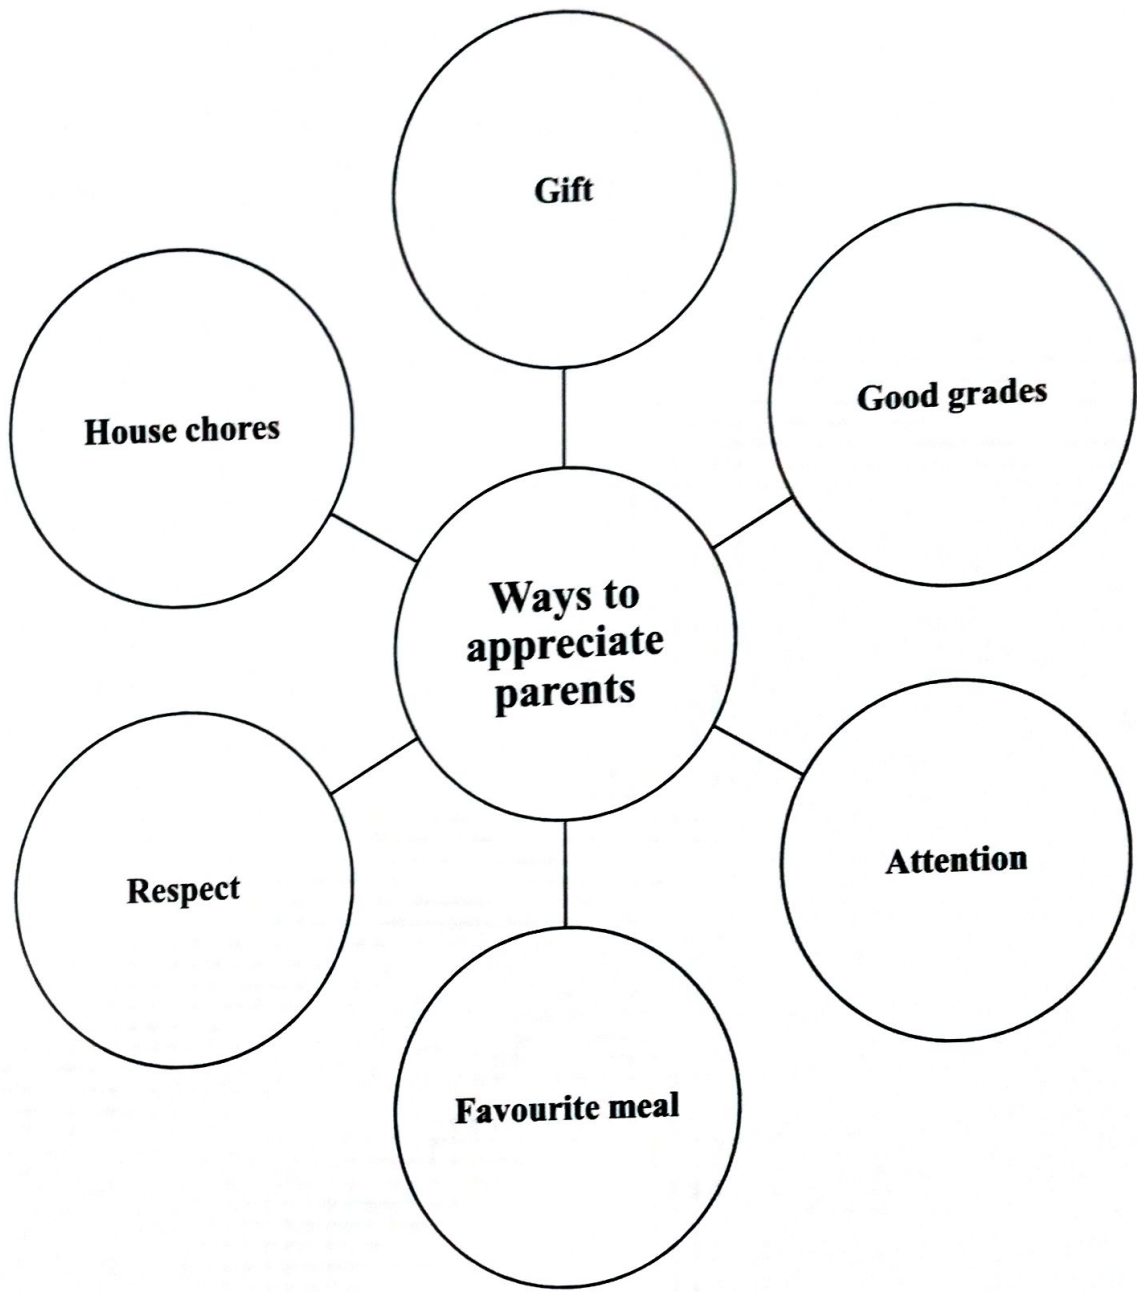 Gift
Good grades
House chores
Ways to
appreciate
parents
Attention
Respect
Favourite meal